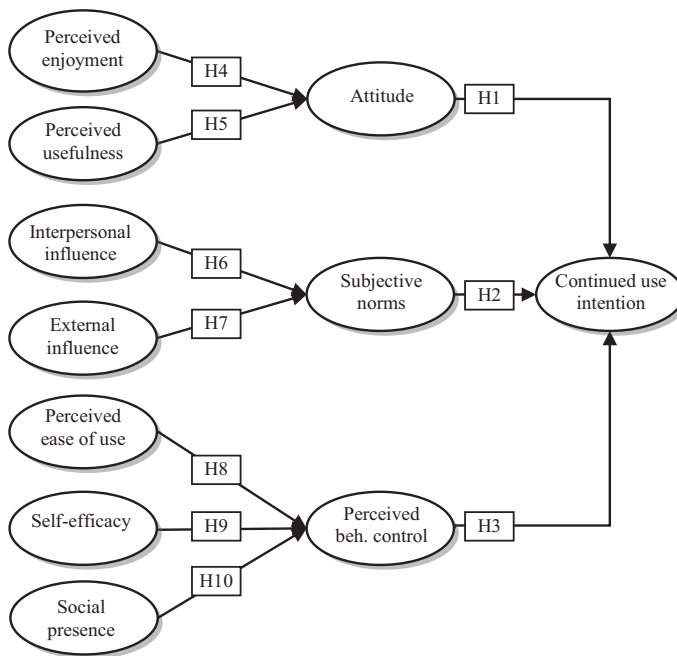 Perceived
enjoyment
H4
Attitude
H1
Perceived
usefulness
H5
Interpersonal
influence
H6
Subjective
norms
H2
Continued use
intention
External
influence
H7
Perceived
ease of use
H8
Self-efficacy
H9
Perceived
beh. control
H3
H10
Social
presence